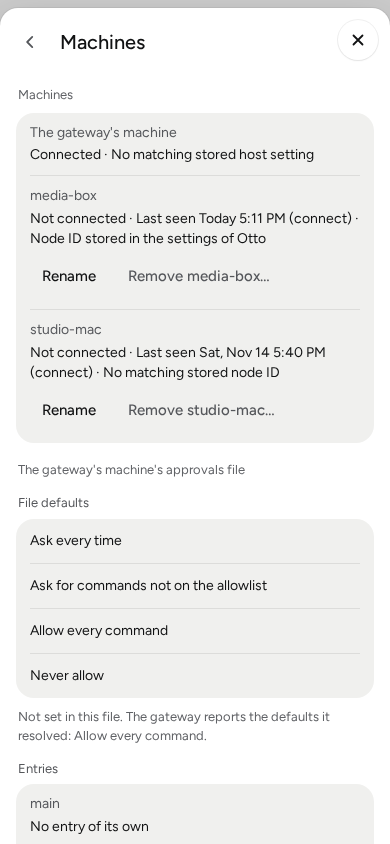 Machines
Machines
The gateway's machine
Connected · No matching stored host setting
media-box
Not connected · Last seen Today 5:11 PM (connect) ·
Node ID stored in the settings of Otto
Rename Remove media-box...
studio-mac
Not connected · Last seen Sat, Nov 14 5:40 PM
(connect) · No matching stored node ID
Rename Remove studio-mac...
The gateway's machine's approvals file
File defaults
Ask every time
Ask for commands not on the allowlist
Allow every command
Never allow
Not set in this file. The gateway reports the defaults it
resolved: Allow every command.
Entries
main
No entry of its own